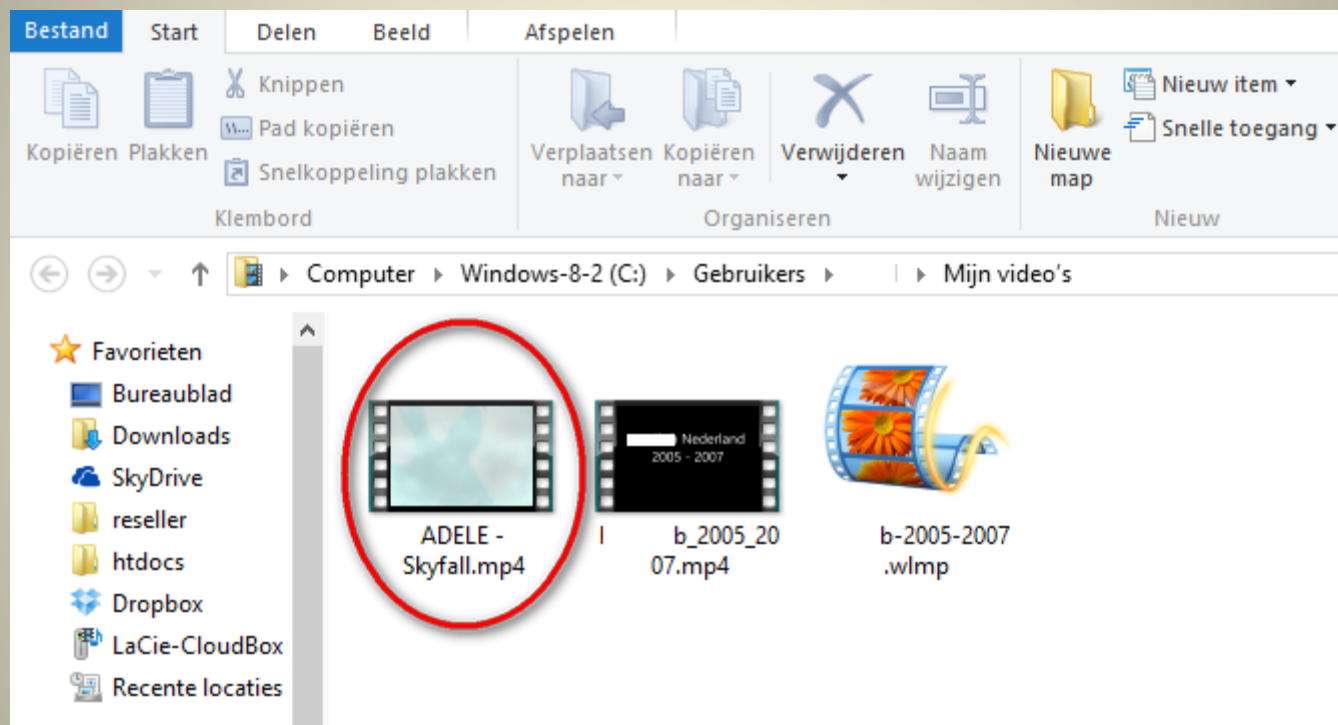 Bestand Start Delen Beeld Afspelen
Kopiëren Plakken
Knippen
Pad kopiëren
Snelkoppeling plakken
Klembord
Verplaatsen naar
Kopiëren naar
Verwijderen
Naam wijzigen
Organiseren
Nieuwe map
Nieuw item
Snelle toegang
Nieuw
Computer Windows-8-2 (C:) Gebruikers Mijn video's
Favorieten
Bureaublad
Downloads
SkyDrive
reseller
htdocs
Dropbox
LaCie-CloudBox
Recente locaties
ADELE -
Skyfall.mp4
Nederland
2005 - 2007
b_2005_20
07.mp4
b-2005-2007
.wlmp